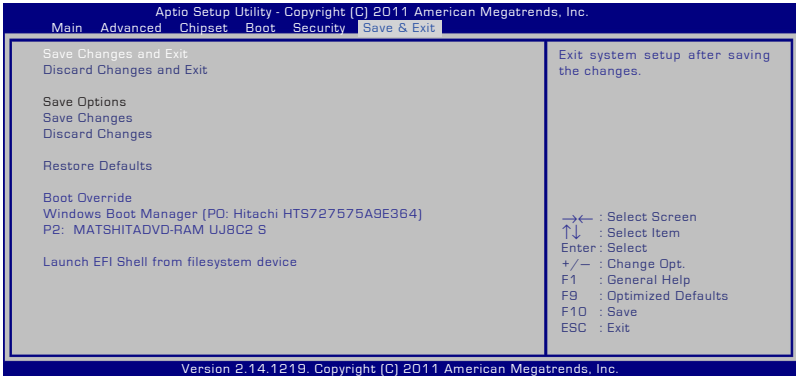 Aptio Setup Utility - Copyright (C) 2011 American Megatrends, Inc.
Main Advanced Chipset Boot Security Save & Exit
Save Changes and Exit
Discard Changes and Exit
Save Options
Save Changes
Discard Changes
Restore Defaults
Boot Override
Windows Boot Manager (P0: Hitachi HTS727575A9E364)
P2: MATSHITADVD-RAM UJ8C2 S
Launch EFI Shell from filesystem device
Exit system setup after saving
the changes.
→← : Select Screen
↑↓ : Select Item
Enter : Select
+/— : Change Opt.
F1 : General Help
F9 : Optimized Defaults
F10 : Save
ESC : Exit
Version 2.14.1219. Copyright (C) 2011 American Megatrends, Inc.